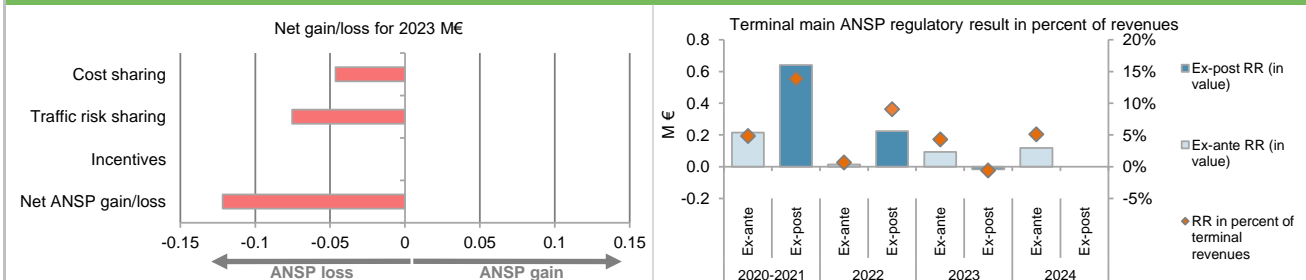 Net gain/loss for 2023 M€
Cost sharing
Traffic risk sharing
Incentives
Net ANSP gain/loss
-0.15
-0.1
-0.05
0
0.05
0.1
0.15
ANSP loss
ANSP gain
Terminal main ANSP regulatory result in percent of revenues
M €
0.8
0.6
0.4
0.2
0.0
-0.2
20%
15%
10%
5%
0%
-5%
Ex-ante
Ex-post
Ex-ante
Ex-post
Ex-ante
Ex-post
Ex-ante
Ex-post
2020-2021
2022
2023
2024
Ex-post RR (in
value)
Ex-ante RR (in
value)
RR in percent of
terminal
revenues